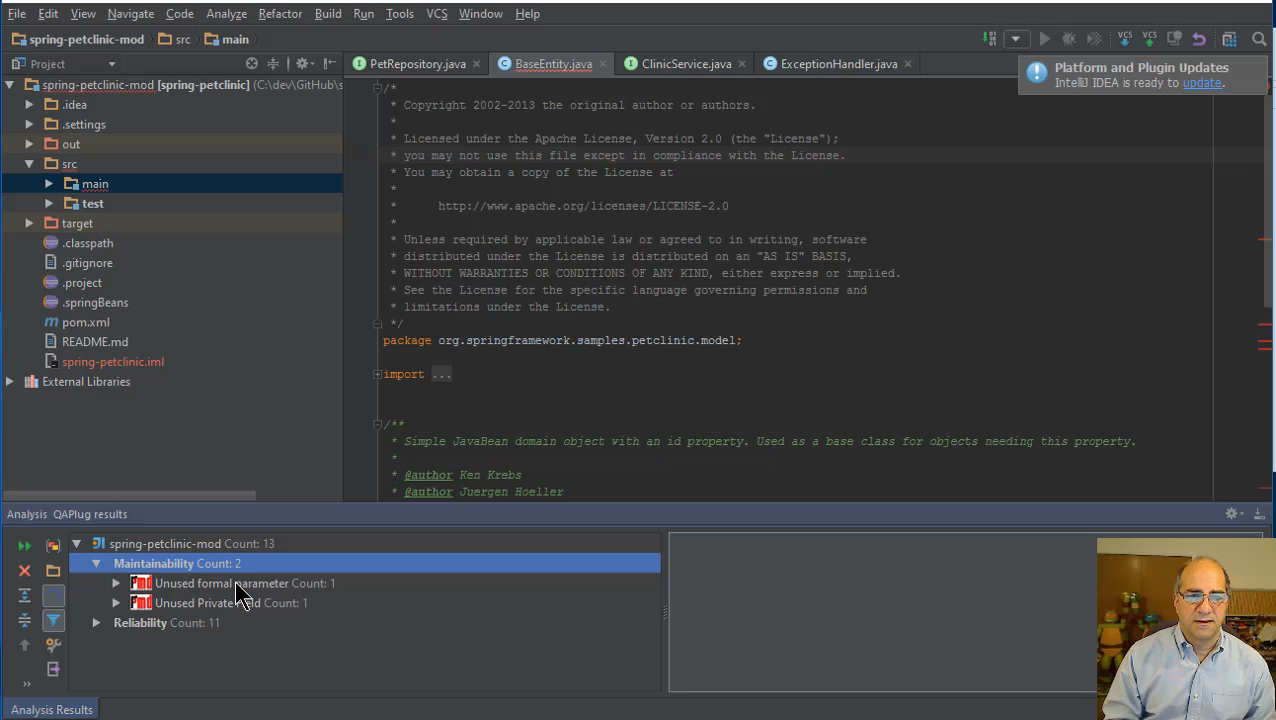 File Edit View Navigate Code Analyze Refactor Build Run Tools VCS Window Help
spring-petclinic-mod src main
VCS VCS
Project
PetRepository.java BaseEntity.java ClinicService.java ExceptionHandler.java
Platform and Plugin Updates
IntelliJ IDEA is ready to update.
spring-petclinic-mod [spring-petclinic] (C:\dev\GitHub\s
.idea
.settings
out
src
main
test
target
.classpath
.gitignore
.project
.springBeans
m pom.xml
README.md
spring-petclinic.iml
External Libraries
/*
* Copyright 2002-2013 the original author or authors.
*
* Licensed under the Apache License, Version 2.0 (the "License");
* you may not use this file except in compliance with the License.
* You may obtain a copy of the License at
*
* http://www.apache.org/licenses/LICENSE-2.0
*
* Unless required by applicable law or agreed to in writing, software
* distributed under the License is distributed on an "AS IS" BASIS,
* WITHOUT WARRANTIES OR CONDITIONS OF ANY KIND, either express or implied.
* See the License for the specific language governing permissions and
* limitations under the License.
*/
package org.springframework.samples.petclinic.model;
import ...
/**
* Simple JavaBean domain object with an id property. Used as a base class for objects needing this property.
*
* @author Ken Krebs
* @author Juergen Hoeller
Analysis QAPlug results
spring-petclinic-mod Count: 13
Maintainability Count: 2
Unused formal parameter Count: 1
Unused Private Count: 1
Reliability Count: 11
Analysis Results